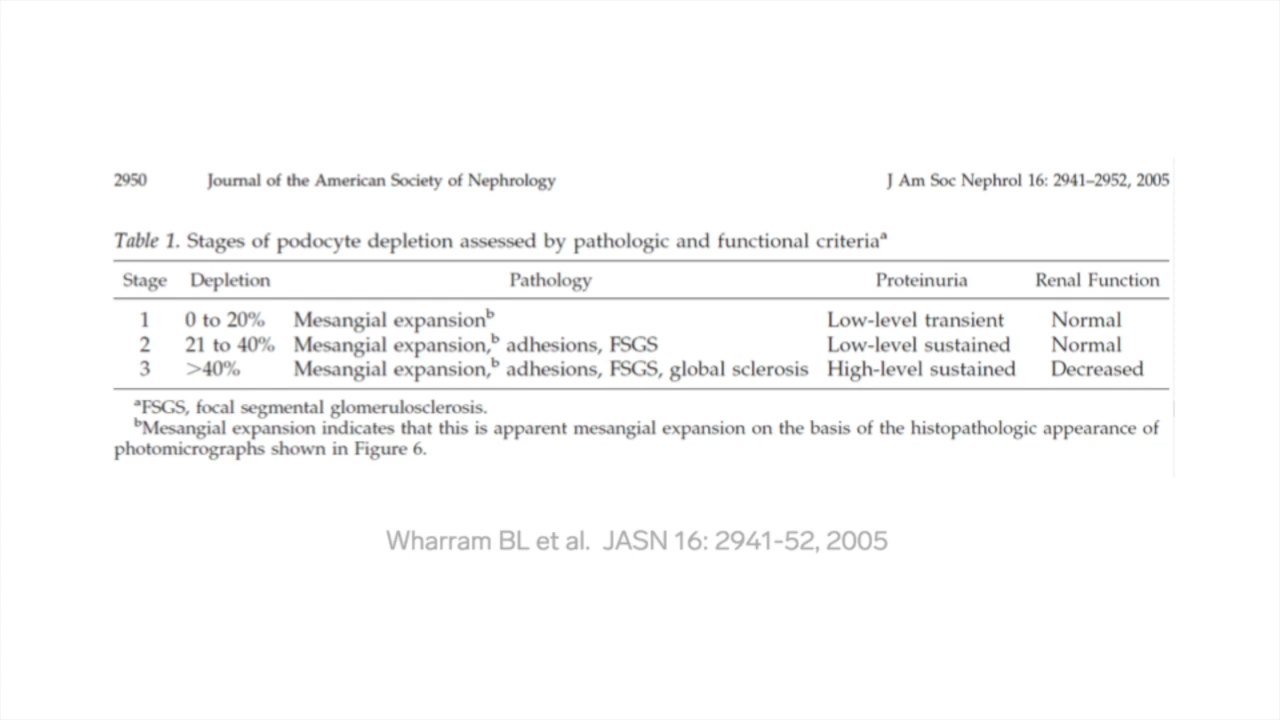 2950 Journal of the American Society of Nephrology J Am Soc Nephrol 16: 2941–2952, 2005
Table 1. Stages of podocyte depletion assessed by pathologic and functional criteriaᵃ
Stage Depletion Pathology Proteinuria Renal Function
1 0 to 20% Mesangial expansionᵇ Low-level transient Normal
2 21 to 40% Mesangial expansion,ᵇ adhesions, FSGS Low-level sustained Normal
3 >40% Mesangial expansion,ᵇ adhesions, FSGS, global sclerosis High-level sustained Decreased
ᵃFSGS, focal segmental glomerulosclerosis.
ᵇMesangial expansion indicates that this is apparent mesangial expansion on the basis of the histopathologic appearance of
photomicrographs shown in Figure 6.
Wharram BL et al. JASN 16: 2941-52, 2005